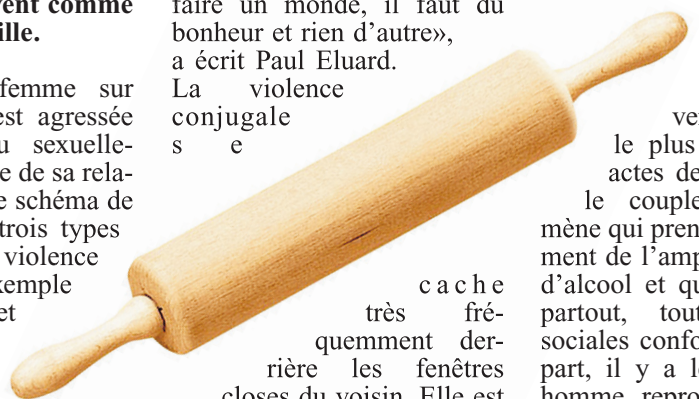 vent comme
ille.
femme sur
est agressée
u sexuelle-
e de sa rela-
e schéma de
trois types
violence
xemple
et
faire un monde, il faut du
bonheur et rien d’autre»,
a écrit Paul Eluard.
La violence
conjugale
s e
cache
très fré-
quemment der-
rière les fenêtres
closes du voisin. Elle est
ve
le plus
actes de
le couple
mène qui pren
ment de l’amp
d’alcool et qu
partout, tout
sociales confo
part, il y a l
homme repro